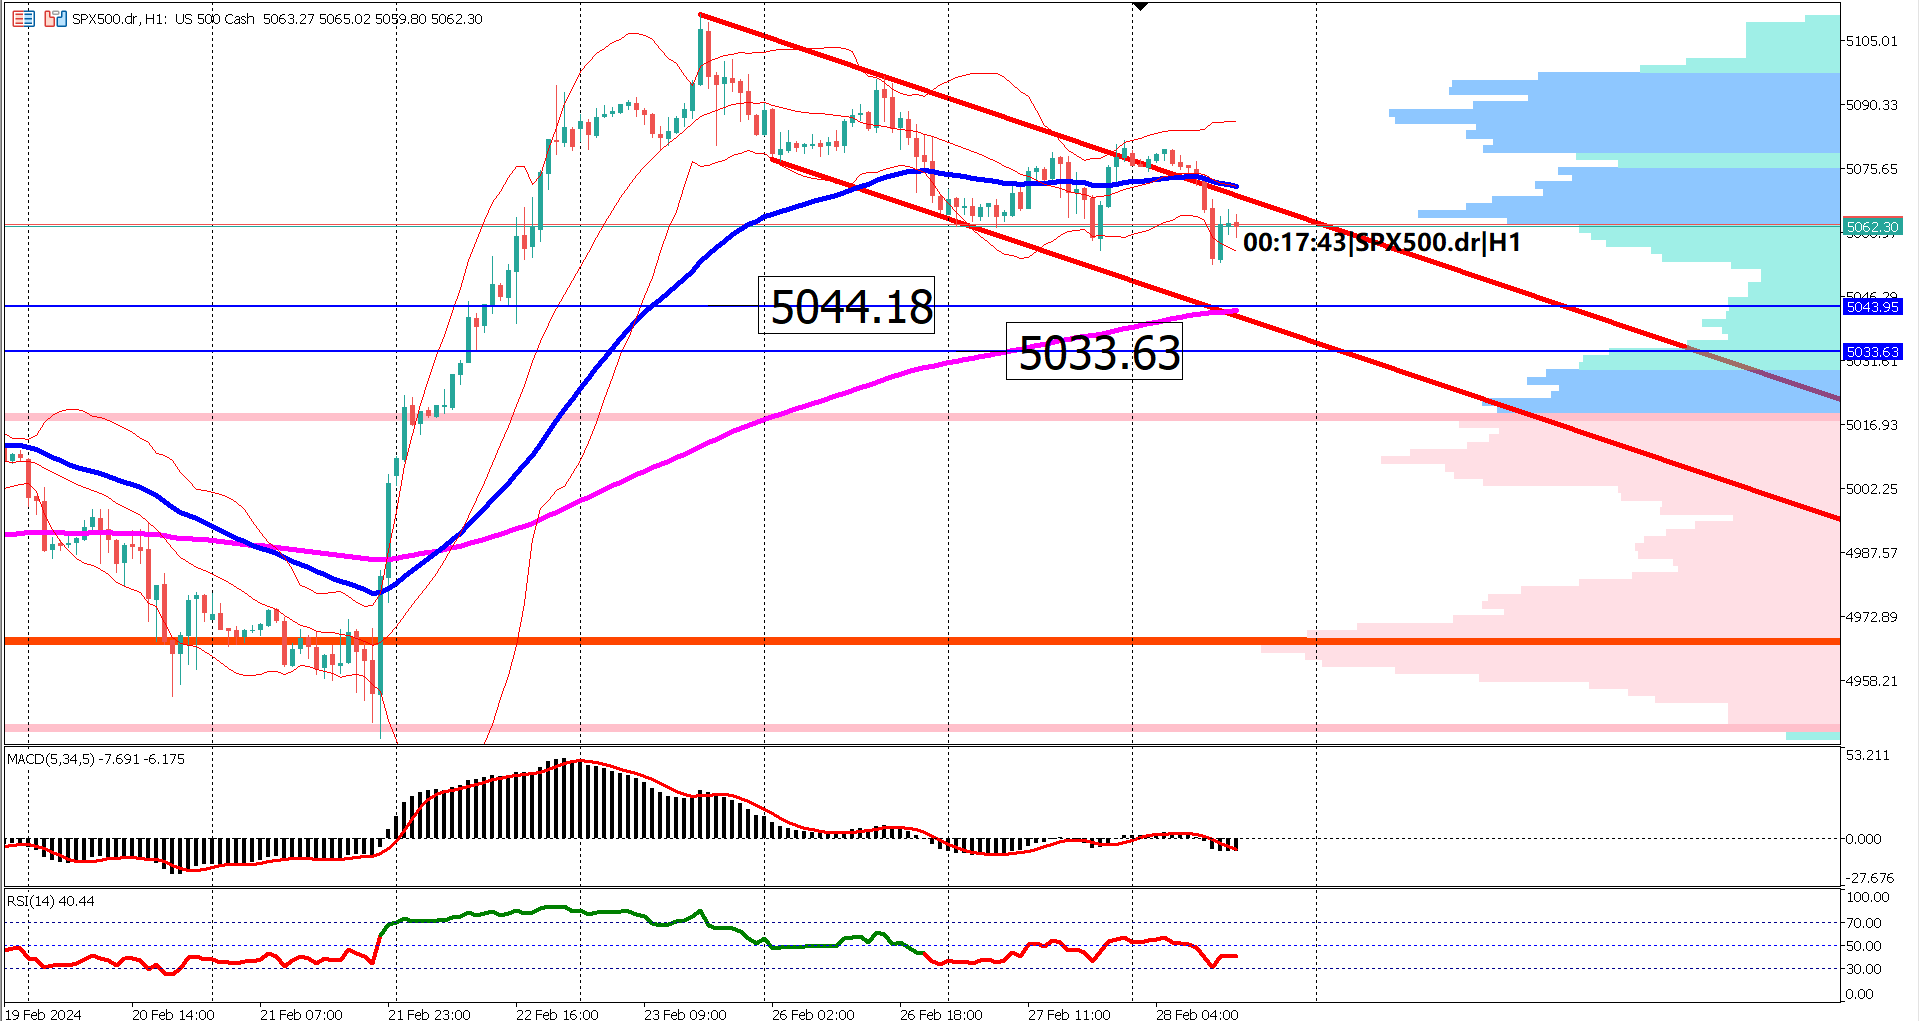 SPX500.dr, H1: US 500 Cash 5063.27 5065.02 5059.80 5062.30
5105.01
5090.33
5075.65
5062.30
00:17:43|SPX500.dr|H1
5044.18
5043.95
5033.63
5033.63
5031.61
5016.93
5002.25
4987.57
4972.89
4958.21
MACD(5,34,5) -7.691 -6.175
53.211
0.000
-27.676
RSI(14) 40.44
100.00
70.00
50.00
30.00
0.00
19 Feb 2024
20 Feb 14:00
21 Feb 07:00
21 Feb 23:00
22 Feb 16:00
23 Feb 09:00
26 Feb 02:00
26 Feb 18:00
27 Feb 11:00
28 Feb 04:00